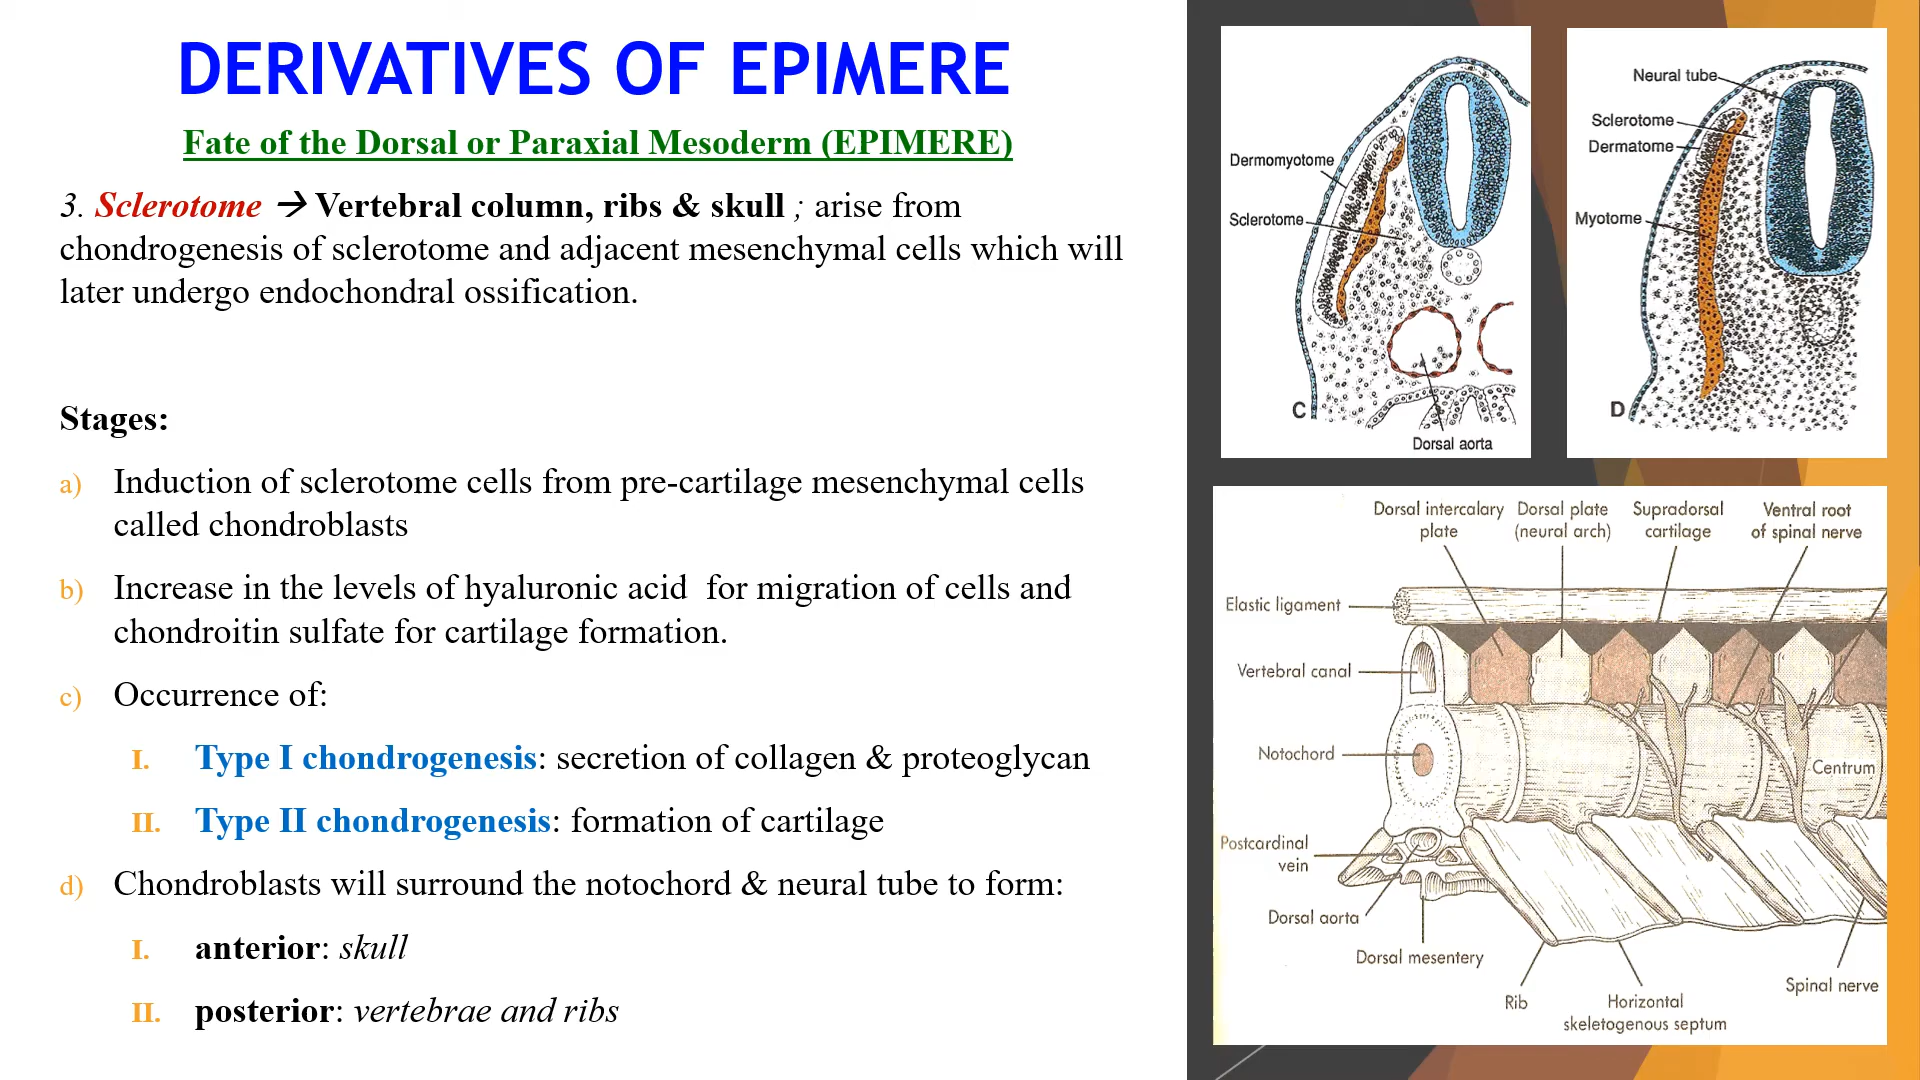 DERIVATIVES OF EPIMERE
Fate of the Dorsal or Paraxial Mesoderm (EPIMERE)
3. Sclerotome → Vertebral column, ribs & skull ; arise from
chondrogenesis of sclerotome and adjacent mesenchymal cells which will
later undergo endochondral ossification.
Stages:
a) Induction of sclerotome cells from pre-cartilage mesenchymal cells
called chondroblasts
b) Increase in the levels of hyaluronic acid  for migration of cells and
chondroitin sulfate for cartilage formation.
c) Occurrence of:
I. Type I chondrogenesis: secretion of collagen & proteoglycan
II. Type II chondrogenesis: formation of cartilage
d) Chondroblasts will surround the notochord & neural tube to form:
I. anterior: skull
II. posterior: vertebrae and ribs
Dermomyotome
Sclerotome
C
Dorsal aorta
Neural tube
Sclerotome
Dermatome
Myotome
D
Dorsal intercalary
plate
Dorsal plate
(neural arch)
Supradorsal
cartilage
Ventral root
of spinal nerve
Elastic ligament
Vertebral canal
Notochord
Centrum
Postcardinal
vein
Dorsal aorta
Dorsal mesentery
Rib
Horizontal
skeletogenous septum
Spinal nerve